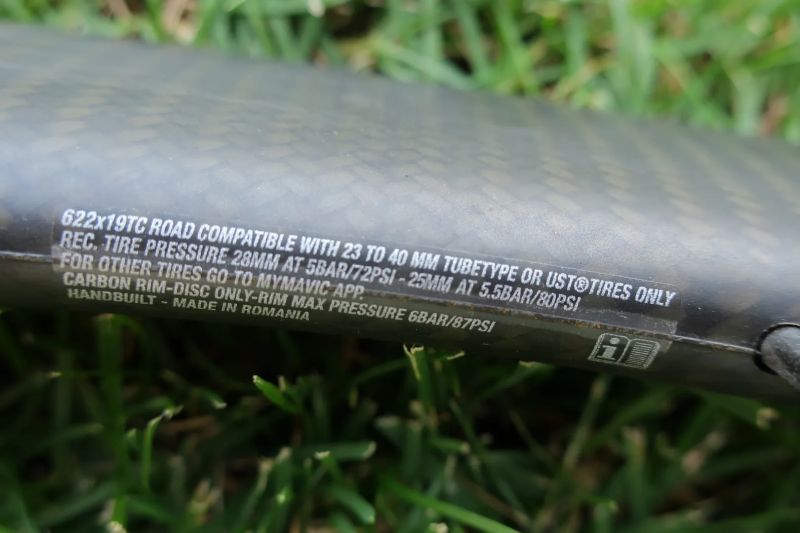 622x19TC ROAD COMPATIBLE WITH 23 TO 40 MM TUBETYPE OR UST® TIRES ONLY
REC. TIRE PRESSURE 28MM AT 5BAR/72PSI - 25MM AT 5.5BAR/80PSI
FOR OTHER TIRES GO TO MYMAVIC APP.
CARBON RIM-DISC ONLY-RIM MAX PRESSURE 6BAR/87PSI
HANDBUILT - MADE IN ROMANIA